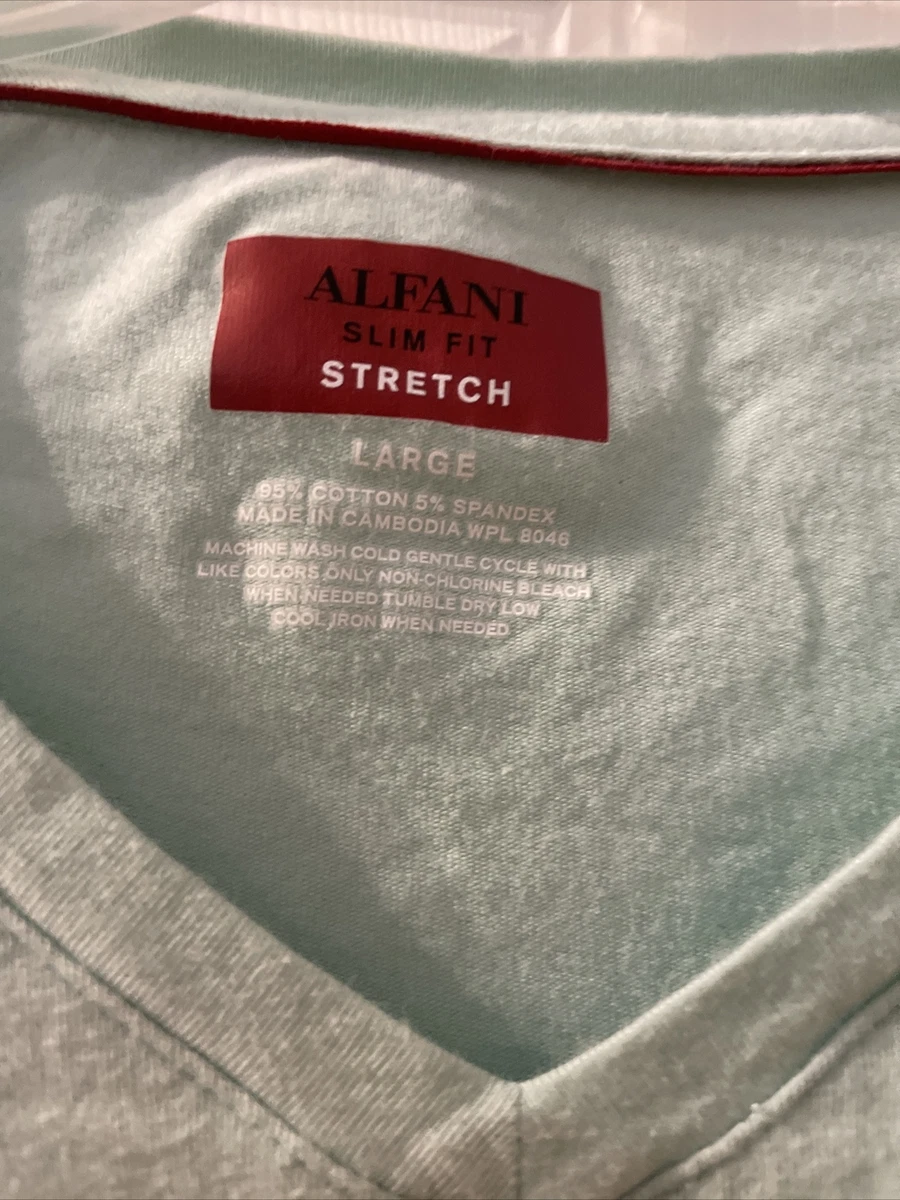 ALFANI
SLIM FIT
STRETCH
LARGE
95% COTTON 5% SPANDEX
MADE IN CAMBODIA WPL 8046
MACHINE WASH COLD GENTLE CYCLE WITH
LIKE COLORS ONLY NON-CHLORINE BLEACH
WHEN NEEDED TUMBLE DRY LOW
COOL IRON WHEN NEEDED